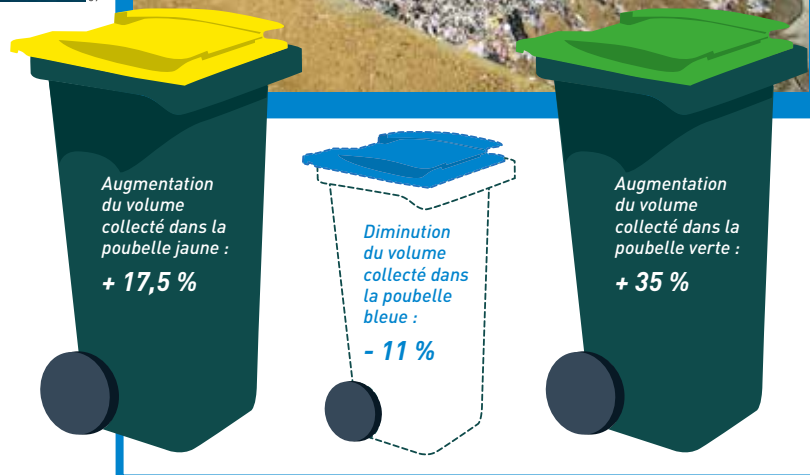 Augmentation
du volume
collecté dans la
poubelle jaune :
+ 17,5 %
Diminution
du volume
collecté dans
la poubelle
bleue :
- 11 %
Augmentation
du volume
collecté dans la
poubelle verte :
+ 35 %